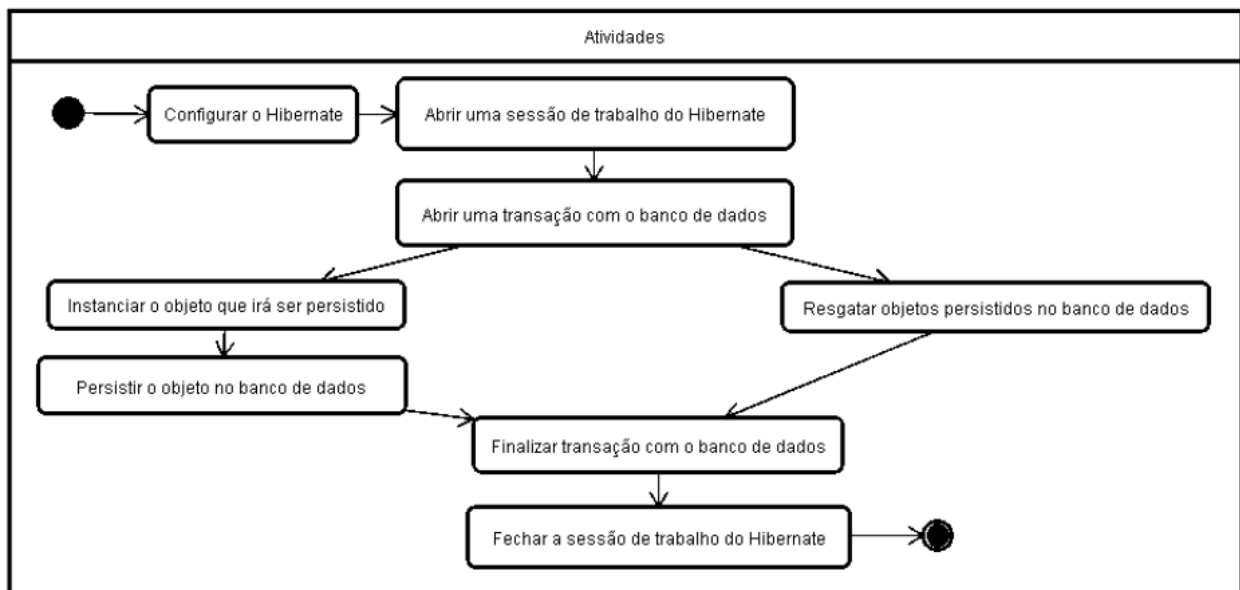 Atividades
Configurar o Hibernate
Abrir uma sessão de trabalho do Hibernate
Abrir uma transação com o banco de dados
Instanciar o objeto que irá ser persistido
Resgatar objetos persistidos no banco de dados
Persistir o objeto no banco de dados
Finalizar transação com o banco de dados
Fechar a sessão de trabalho do Hibernate